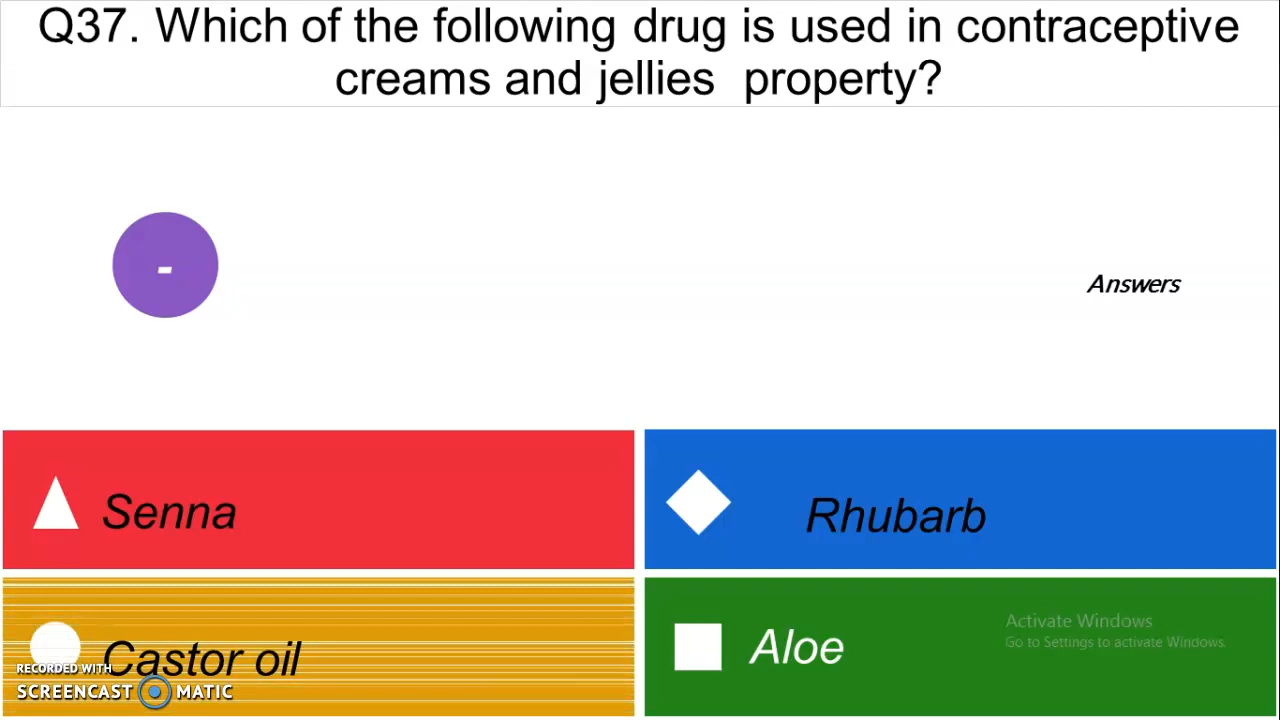 Q37. Which of the following drug is used in contraceptive
creams and jellies property?
-
Answers
Senna
Rhubarb
Castor oil
Aloe
Activate Windows
Go to Settings to activate Windows.
RECORDED WITH
SCREENCAST MATIC